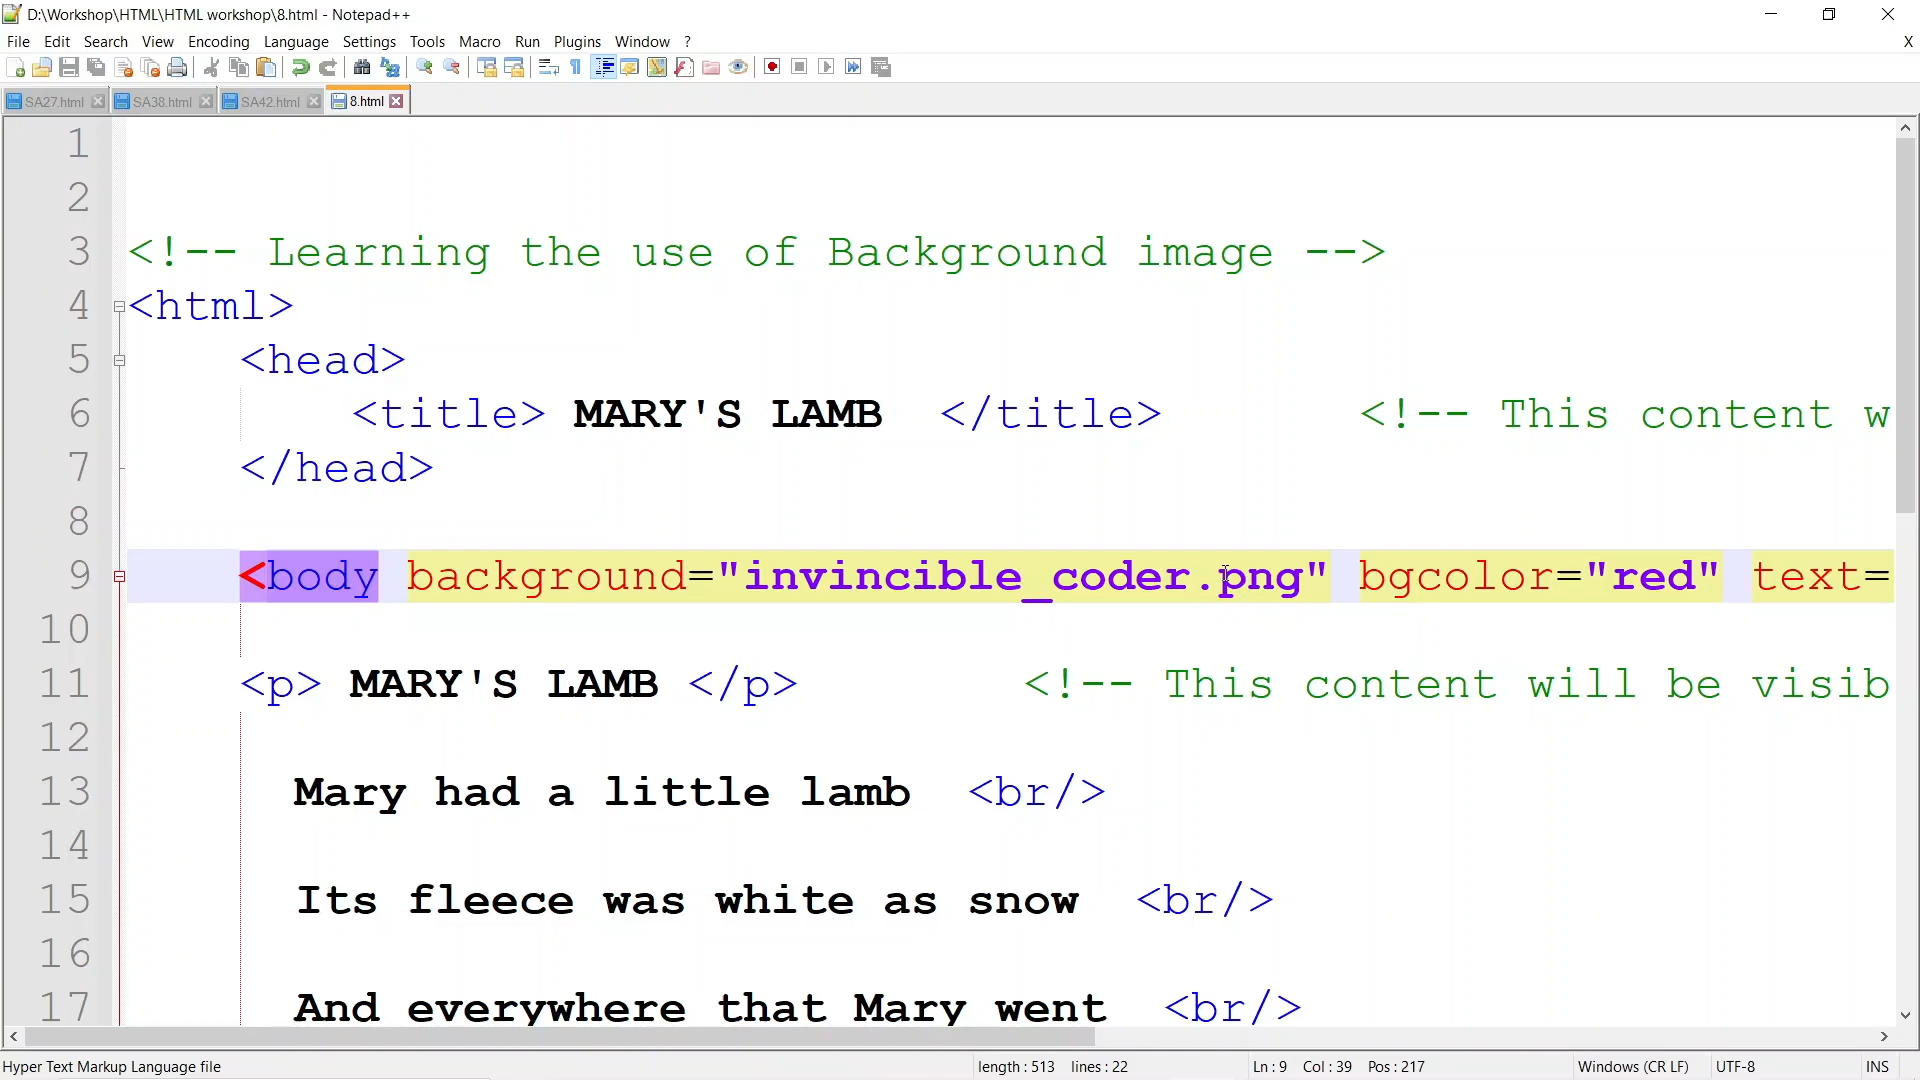 D:\Workshop\HTML\HTML workshop\8.html - Notepad++
File Edit Search View Encoding Language Settings Tools Macro Run Plugins Window ? X
SA27.html SA38.html SA42.html 8.html
1
2
3 <!-- Learning the use of Background image -->
4 <html>
5 <head>
6 <title> MARY'S LAMB </title> <!-- This content w
7 </head>
8
9 <body background="invincible_coder.png" bgcolor="red" text=
10
11 <p> MARY'S LAMB </p> <!-- This content will be visib
12
13 Mary had a little lamb <br/>
14
15 Its fleece was white as snow <br/>
16
17 And everywhere that Mary went <br/>
Hyper Text Markup Language file length : 513 lines : 22 Ln : 9 Col : 39 Pos : 217 Windows (CR LF) UTF-8 INS